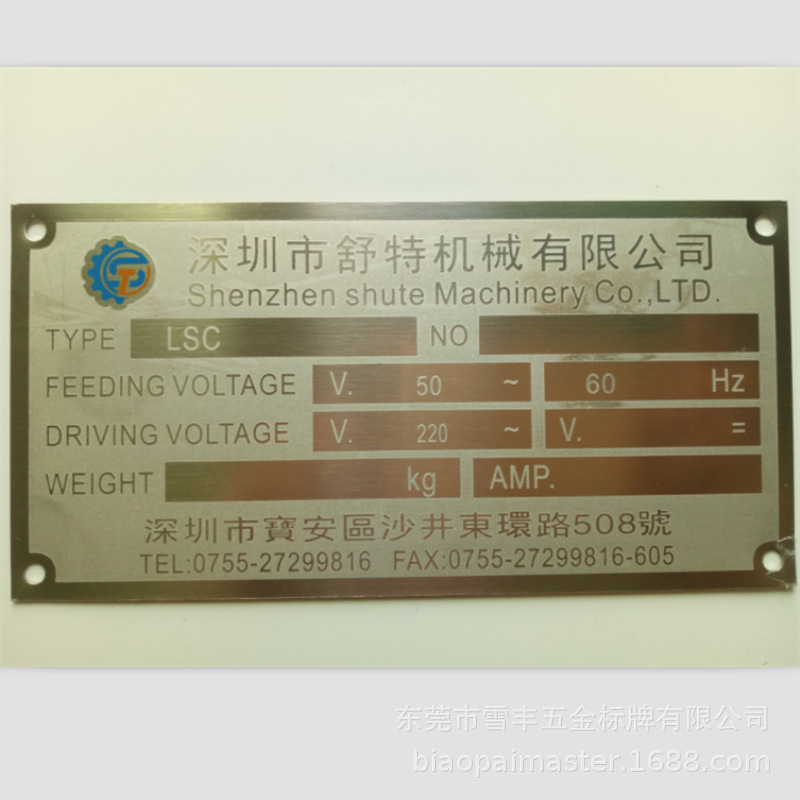 深圳市舒特机械有限公司
Shenzhen shute Machinery Co.,LTD.
TYPE LSC NO
FEEDING VOLTAGE V. 50 ~ 60 Hz
DRIVING VOLTAGE V. 220 ~ V. =
WEIGHT kg AMP.
深圳市寶安區沙井東環路508號
TEL:0755-27299816 FAX:0755-27299816-605
东莞市雪丰五金标牌有限公司
biaopaimaster.1688.com